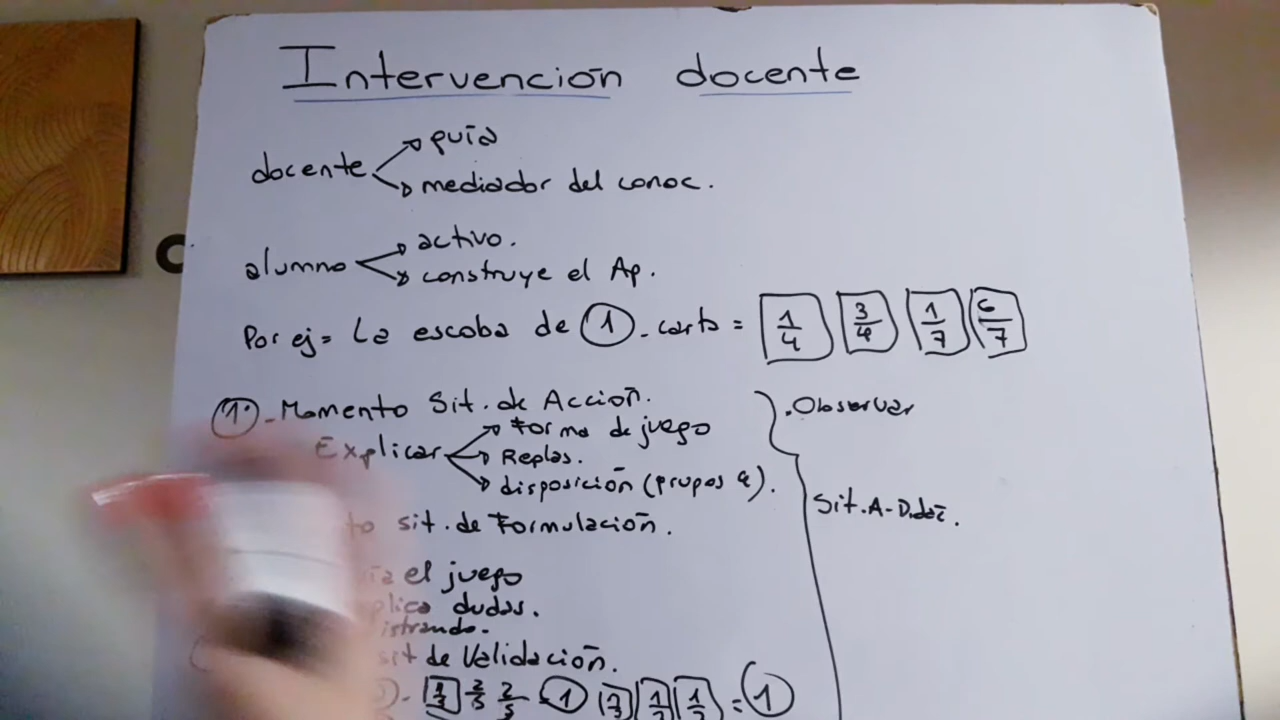 Intervención docente
docente guía
mediador del conoc.
alumno activo.
construye el Ap.
Por ej= La escoba de 1 - carta = 1/4 3/4 1/7 6/7
1º - Momento Sit. de Acción.
Explicar Forma de juego
Reglas.
disposición (grupos 4).
.Observar
Sit. A-Didác.
sit. de Formulación.
el juego
dudas.
sit de Validación.
= 1